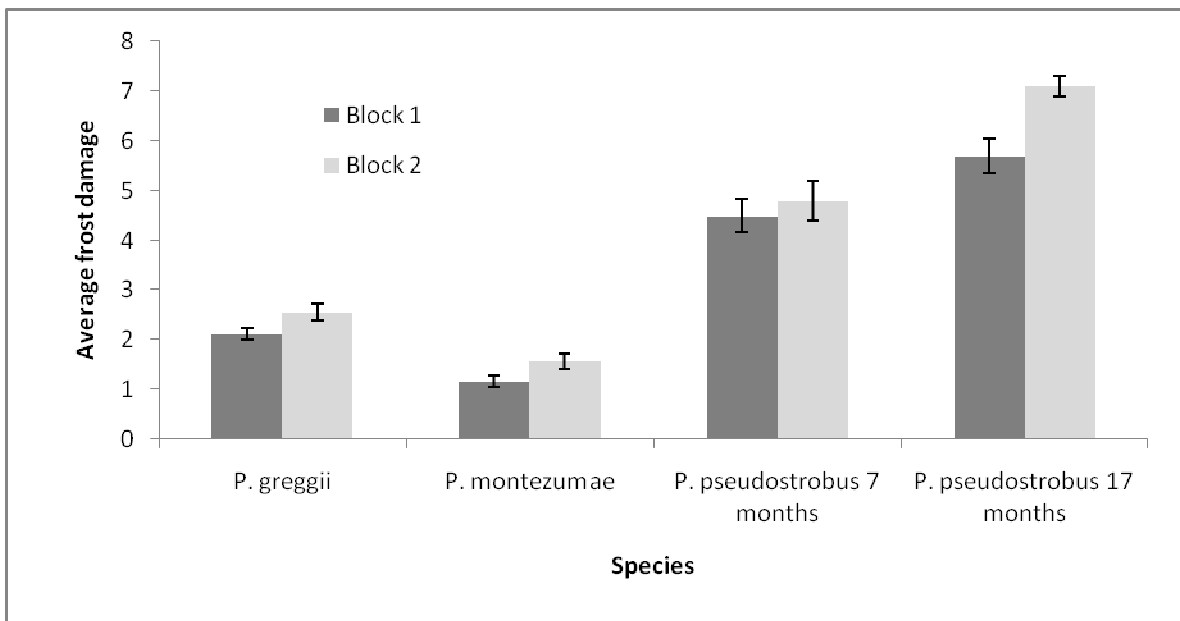 8
7
6
5
4
3
2
1
0
Average frost damage
Block 1
Block 2
P. greggii
P. montezumae
P. pseudostrobus 7
months
P. pseudostrobus 17
months
Species